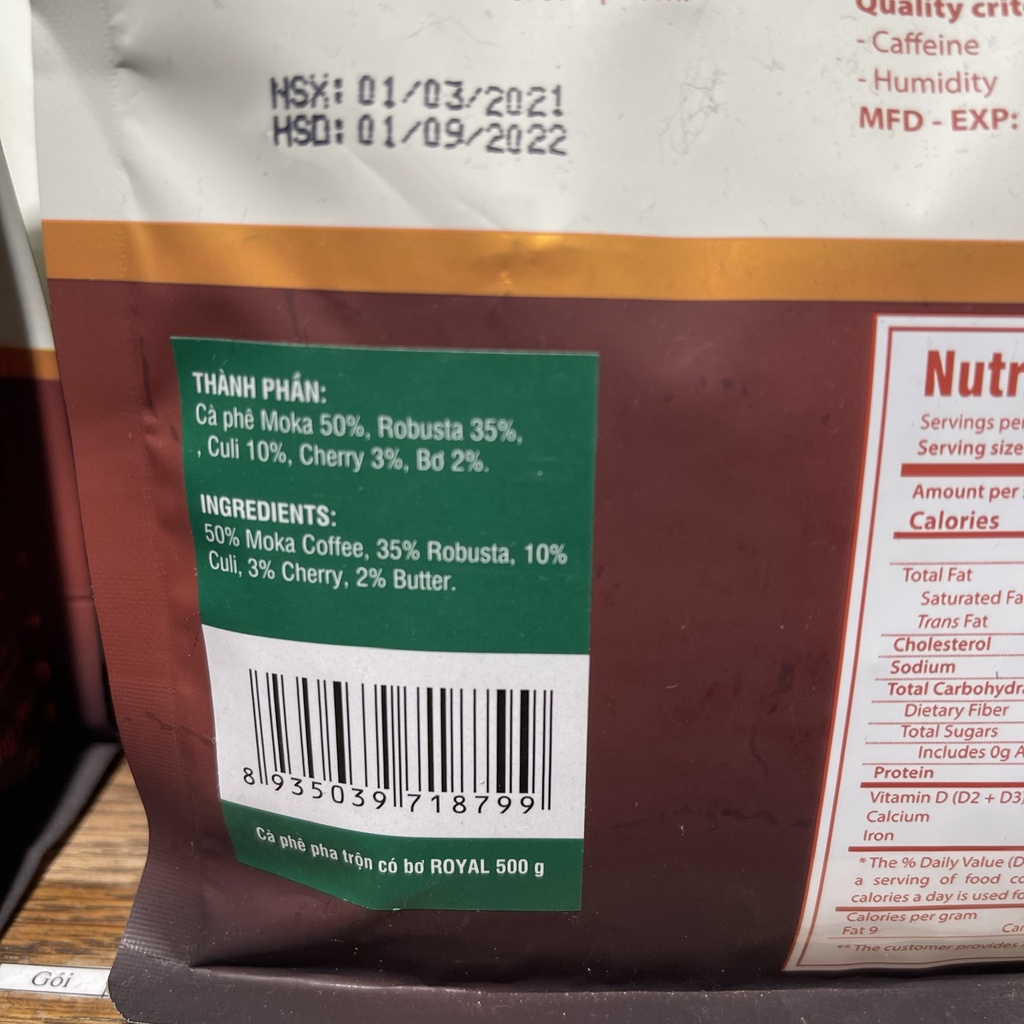 Quality crit
- Caffeine
- Humidity
MFD - EXP:
NSX: 01/03/2021
HSD: 01/09/2022
THÀNH PHẦN:
Cà phê Moka 50%, Robusta 35%,
, Culi 10%, Cherry 3%, Bơ 2%.
INGREDIENTS:
50% Moka Coffee, 35% Robusta, 10%
Culi, 3% Cherry, 2% Butter.
8 935039 718799
Cà phê pha trộn có bơ ROYAL 500 g
Nutr
Servings per
Serving size
Amount per
Calories
Total Fat
Saturated Fa
Trans Fat
Cholesterol
Sodium
Total Carbohydra
Dietary Fiber
Total Sugars
Includes 0g A
Protein
Vitamin D (D2 + D3)
Calcium
Iron
* The % Daily Value (D
a serving of food co
calories a day is used fo
Calories per gram
Fat 9 Car
** The customer provides
Gói